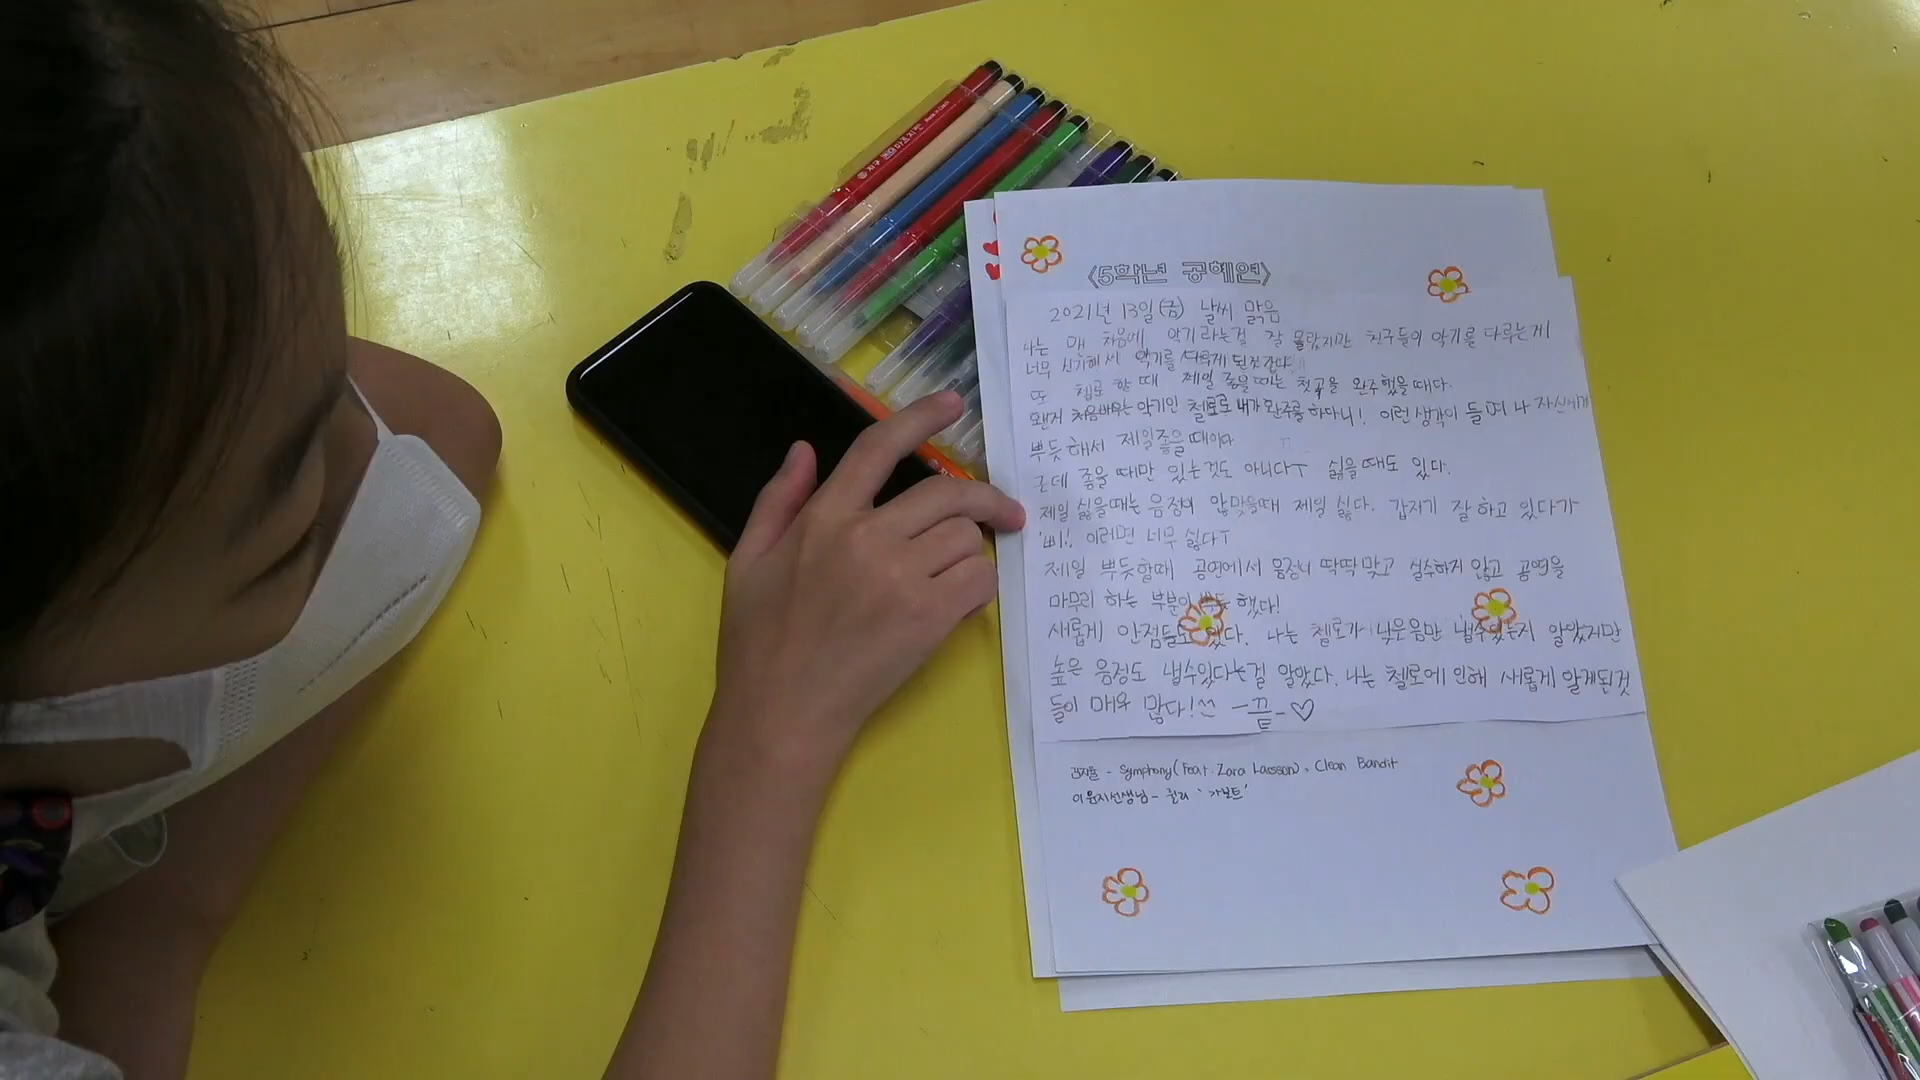 <5학년 공혜연>
2021년 13일(금) 날씨 맑음
나는 매 처음에 악기라는걸 잘 몰랐지만 친구들이 악기를 다루는게
너무 신기해서 악기를 다루게 된것같다!!
또 첼로 할 때 제일 좋을때는 첫곡을 완주했을때다.
왠지 처음배우는 악기인 첼로로 내가 완주를 하다니! 이런생각이 들며 나 자신에게
뿌듯해서 제일좋을때이다
근데 좋을때만 있는것도 아니다ㅜ 싫을때도 있다.
제일 싫을때는 음정이 않맞을때 제일 싫다. 갑자기 잘하고 있다가
'삐!' 이러면 너무 싫다ㅜ
제일 뿌듯할때 공연에서 음정이 딱딱맞고 실수하지 않고 공연을
마무리 하는 부분이 뿌듯 했다!
새롭게 안점들도 있다. 나는 첼로가 낮은음만 낼수있는지 알았지만
높은 음정도 낼수있다는걸 알았다. 나는 첼로에 인해 새롭게 알게된것
들이 매우 많다! -끝-♡
Symphony (Feat. Zara Larsson), Clean Bandit
이윤지선생님 -